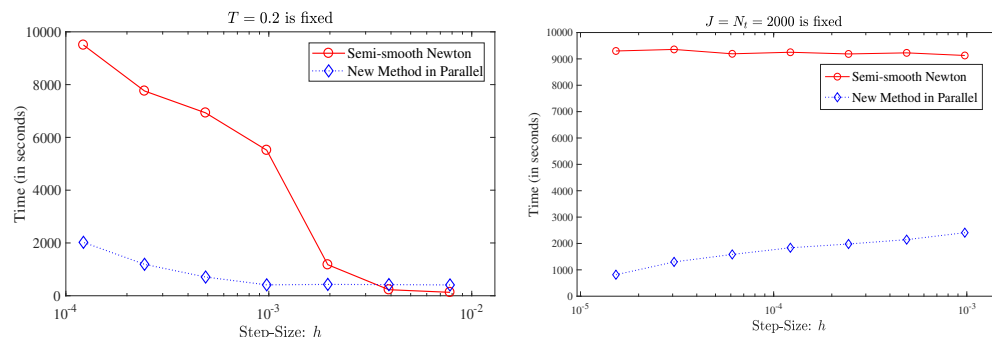 T = 0.2 is fixed
10000
8000
6000
4000
2000
0
Time (in seconds)
Semi-smooth Newton
New Method in Parallel
10^-4
10^-3
10^-2
Step-Size: h
J = N_t = 2000 is fixed
10000
9000
8000
7000
6000
5000
4000
3000
2000
1000
0
Time (in seconds)
Semi-smooth Newton
New Method in Parallel
10^-5
10^-4
10^-3
Step-Size: h